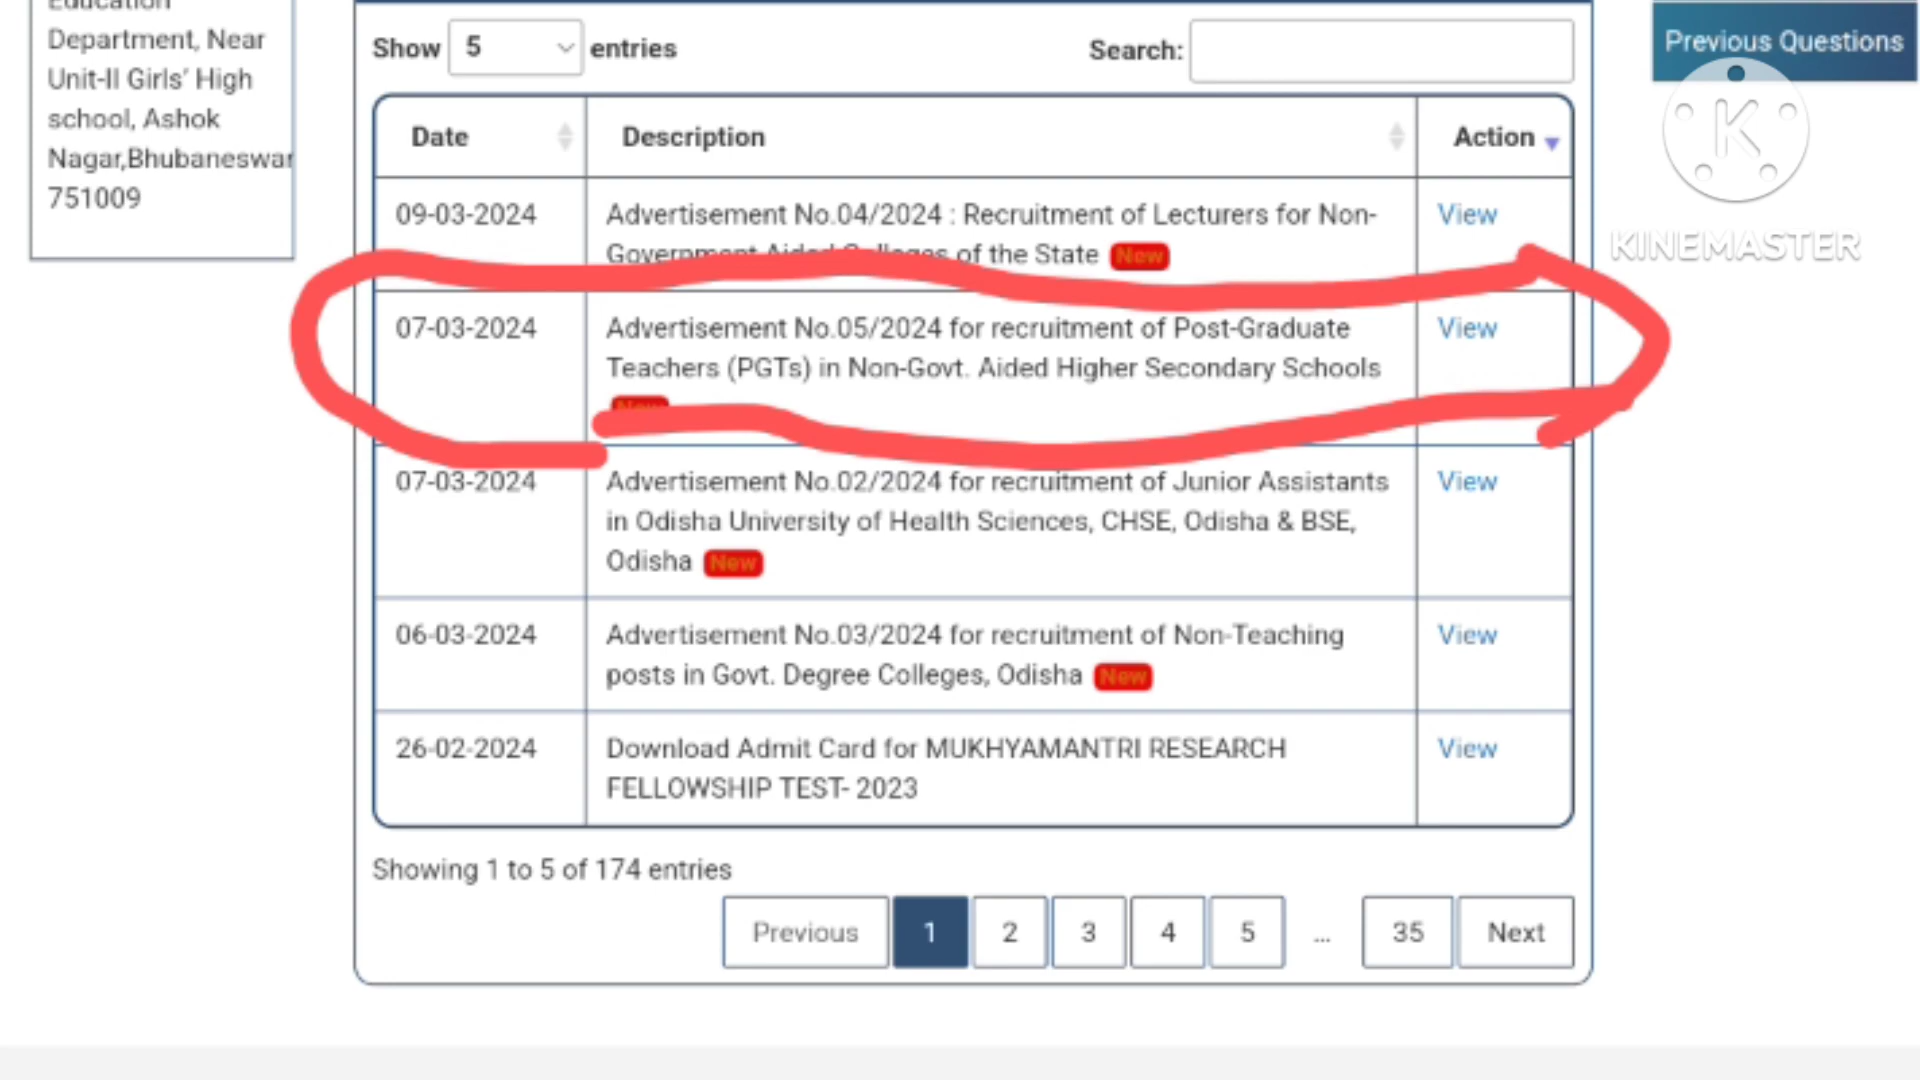 Education
Department, Near
Unit-II Girls' High
school, Ashok
Nagar,Bhubaneswar
751009
Show 5 entries
Search:
Previous Questions
K
KINEMASTER
Date Description Action
09-03-2024 Advertisement No.04/2024 : Recruitment of Lecturers for Non- View
Government Aided Colleges of the State New
07-03-2024 Advertisement No.05/2024 for recruitment of Post-Graduate View
Teachers (PGTs) in Non-Govt. Aided Higher Secondary Schools
New
07-03-2024 Advertisement No.02/2024 for recruitment of Junior Assistants View
in Odisha University of Health Sciences, CHSE, Odisha & BSE,
Odisha New
06-03-2024 Advertisement No.03/2024 for recruitment of Non-Teaching View
posts in Govt. Degree Colleges, Odisha New
26-02-2024 Download Admit Card for MUKHYAMANTRI RESEARCH View
FELLOWSHIP TEST- 2023
Showing 1 to 5 of 174 entries
Previous 1 2 3 4 5 ... 35 Next